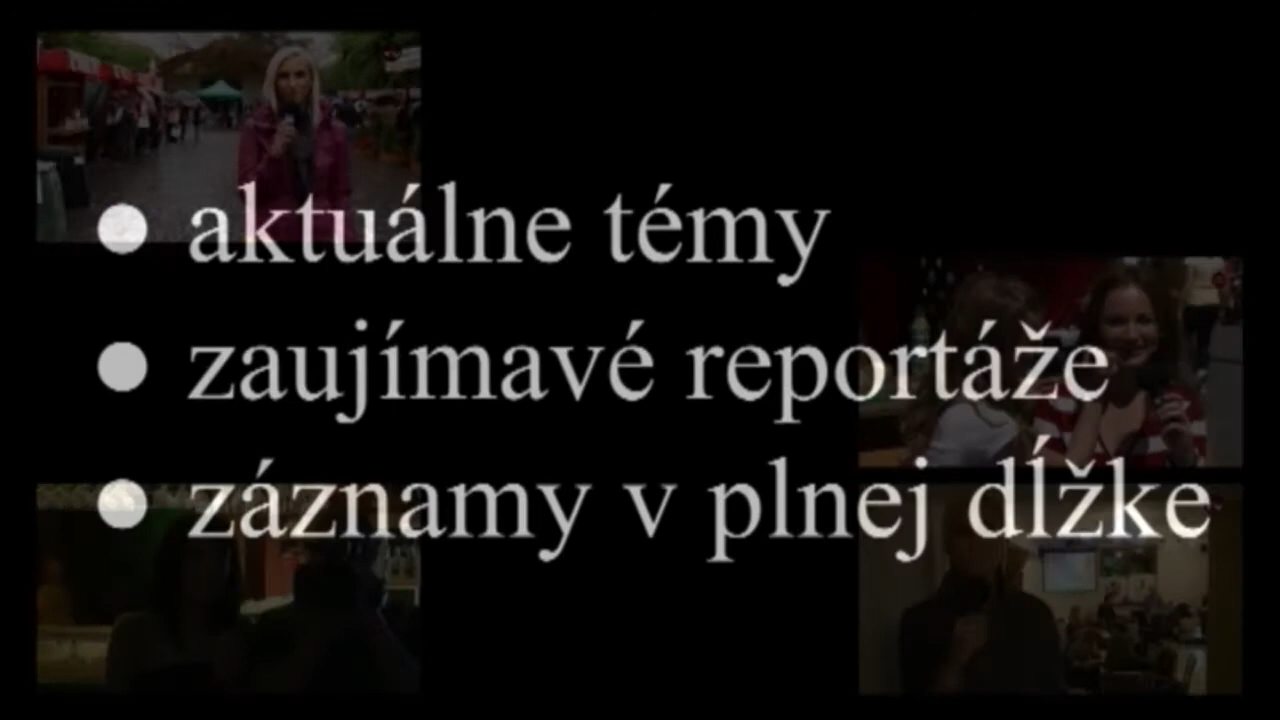 • aktuálne témy
• zaujímavé reportáže
• záznamy v plnej dĺžke